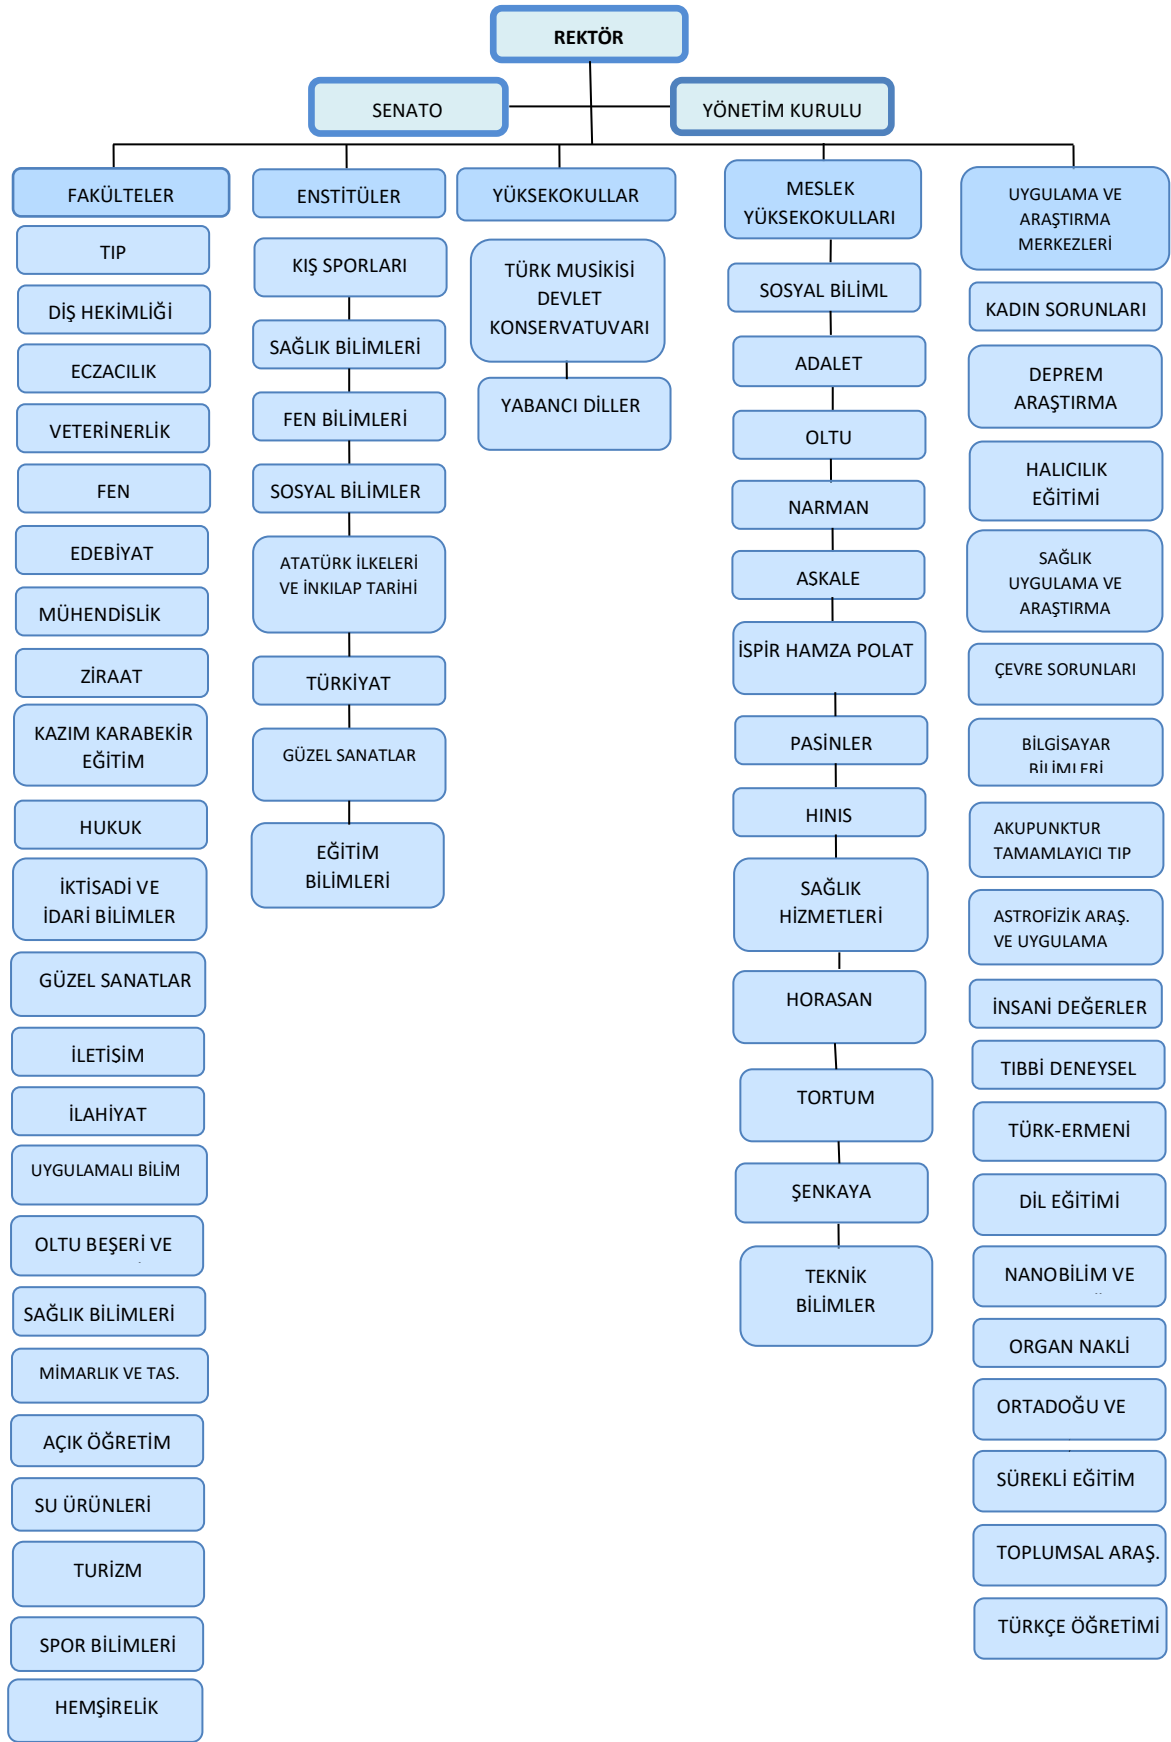 REKTÖR
SENATO
YÖNETİM KURULU
FAKÜLTELER
TIP
DİŞ HEKİMLİĞİ
ECZACILIK
VETERİNERLİK
FEN
EDEBİYAT
MÜHENDİSLİK
ZİRAAT
KAZIM KARABEKİR
EĞİTİM
HUKUK
İKTİSADİ VE
İDARİ BİLİMLER
GÜZEL SANATLAR
İLETİSİM
İLAHİYAT
UYGULAMALI BİLİM
OLTU BEŞERİ VE
SAĞLIK BİLİMLERİ
MİMARLIK VE TAS.
AÇIK ÖĞRETİM
SU ÜRÜNLERİ
TURİZM
SPOR BİLİMLERİ
HEMŞİRELİK
ENSTİTÜLER
KIŞ SPORLARI
SAĞLIK BİLİMLERİ
FEN BİLİMLERİ
SOSYAL BİLİMLER
ATATÜRK İLKELERİ
VE İNKILAP TARİHİ
TÜRKİYAT
GÜZEL SANATLAR
EĞİTİM
BİLİMLERİ
YÜKSEKOKULLAR
TÜRK MUSIKİSİ
DEVLET
KONSERVATUVARI
YABANCI DİLLER
MESLEK
YÜKSEKOKULLARI
SOSYAL BİLİML
ADALET
OLTU
NARMAN
ASKALE
İSPİR HAMZA POLAT
PASİNLER
HINIS
SAĞLIK
HİZMETLERİ
HORASAN
TORTUM
ŞENKAYA
TEKNİK
BİLİMLER
UYGULAMA VE
ARAŞTIRMA
MERKEZLERİ
KADIN SORUNLARI
DEPREM
ARAŞTIRMA
HALICILIK
EĞİTİMİ
SAĞLIK
UYGULAMA VE
ARAŞTIRMA
ÇEVRE SORUNLARI
BİLGİSAYAR
BİLİMLERİ
AKUPUNKTUR
TAMAMLAYICI TIP
ASTROFİZİK ARAŞ.
VE UYGULAMA
İNSANİ DEĞERLER
TIBBİ DENEYSEL
TÜRK-ERMENİ
DİL EĞİTİMİ
NANOBİLİM VE
ORGAN NAKLİ
ORTADOĞU VE
SÜREKLİ EĞİTİM
TOPLUMSAL ARAŞ.
TÜRKÇE ÖĞRETİMİ